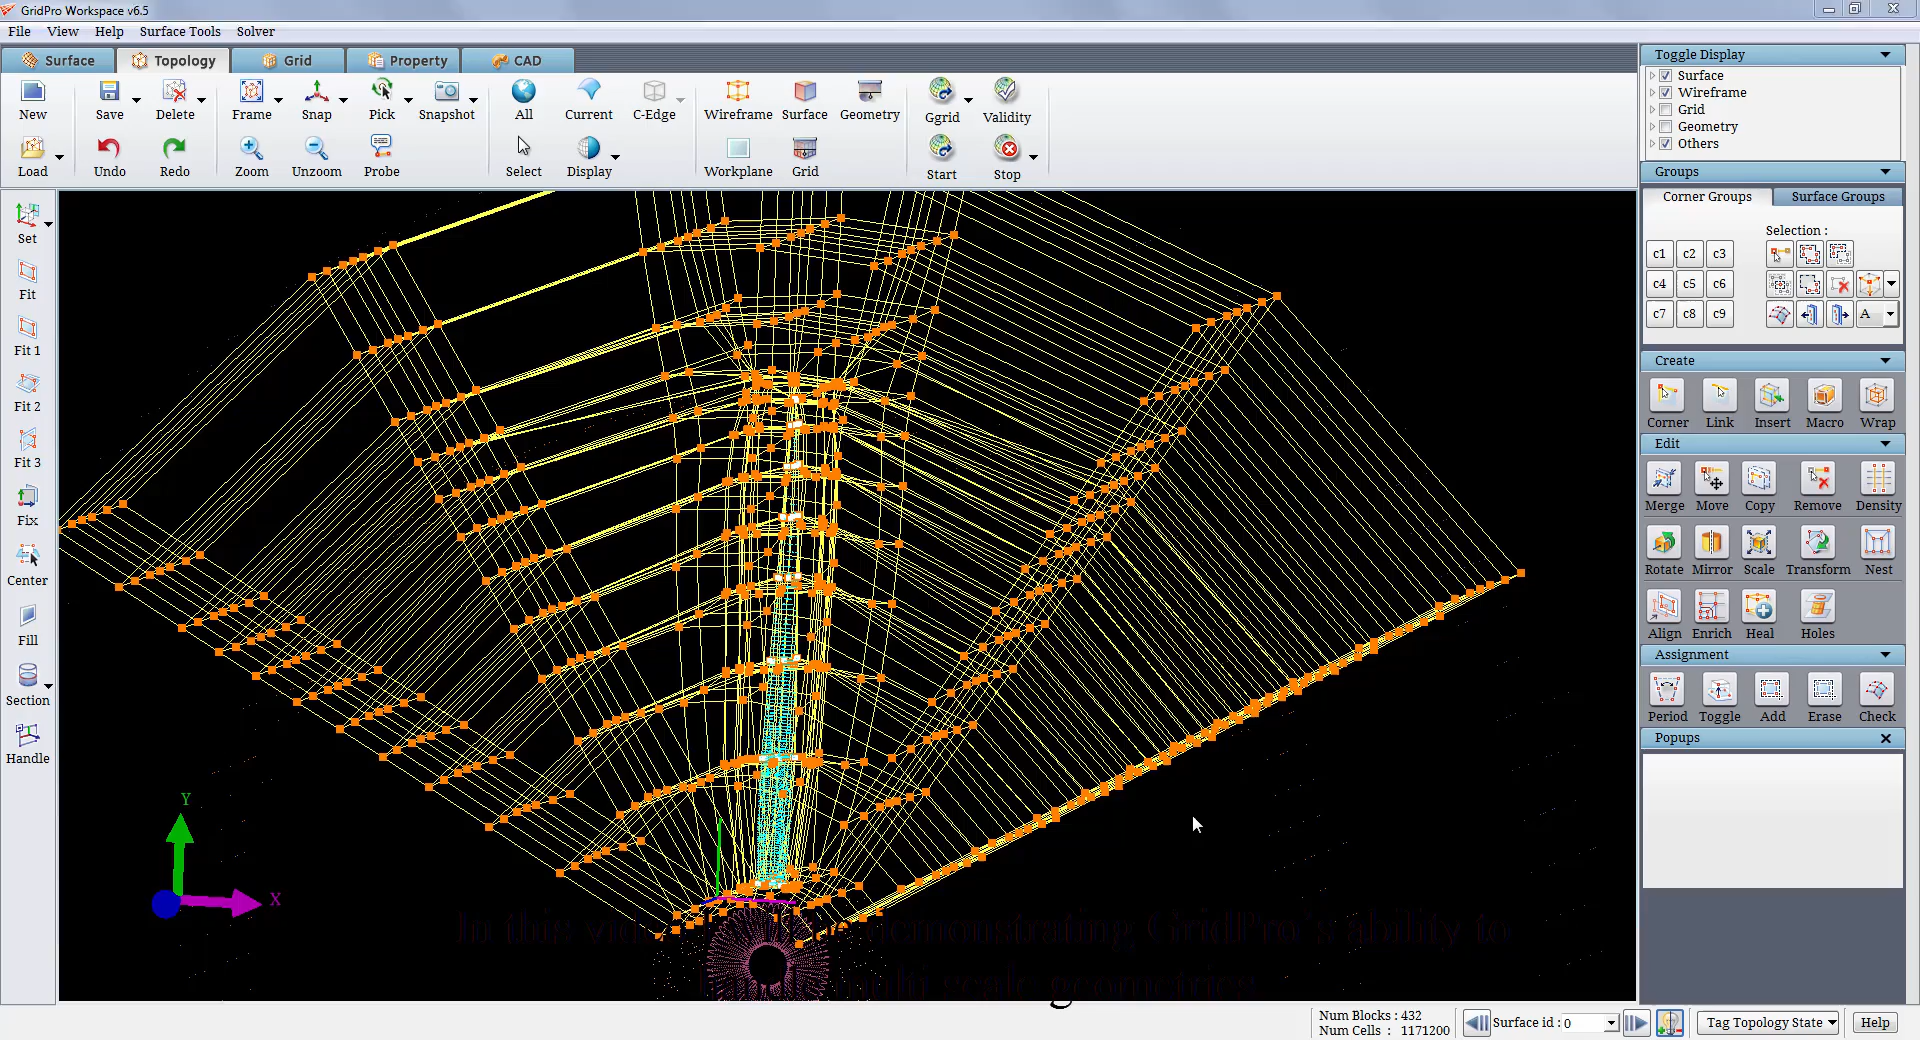 GridPro Workspace v6.5
File View Help Surface Tools Solver
Surface Topology Grid Property CAD
New Save Delete Frame Snap Pick Snapshot All Current C-Edge Wireframe Surface Geometry Ggrid Validity
Load Undo Redo Zoom Unzoom Probe Select Display Workplane Grid Start Stop
Set
Fit
Fit 1
Fit 2
Fit 3
Fix
Center
Fill
Section
Handle
Y
X
In this demonstrating GridPro's ability to
scale geometries
Toggle Display
Surface
Wireframe
Grid
Geometry
Others
Groups
Corner Groups Surface Groups
Selection :
c1 c2 c3
c4 c5 c6
c7 c8 c9 A
Create
Corner Link Insert Macro Wrap
Edit
Merge Move Copy Remove Density
Rotate Mirror Scale Transform Nest
Align Enrich Heal Holes
Assignment
Period Toggle Add Erase Check
Popups
Num Blocks : 432
Num Cells : 1171200
Surface id : 0 Tag Topology State Help